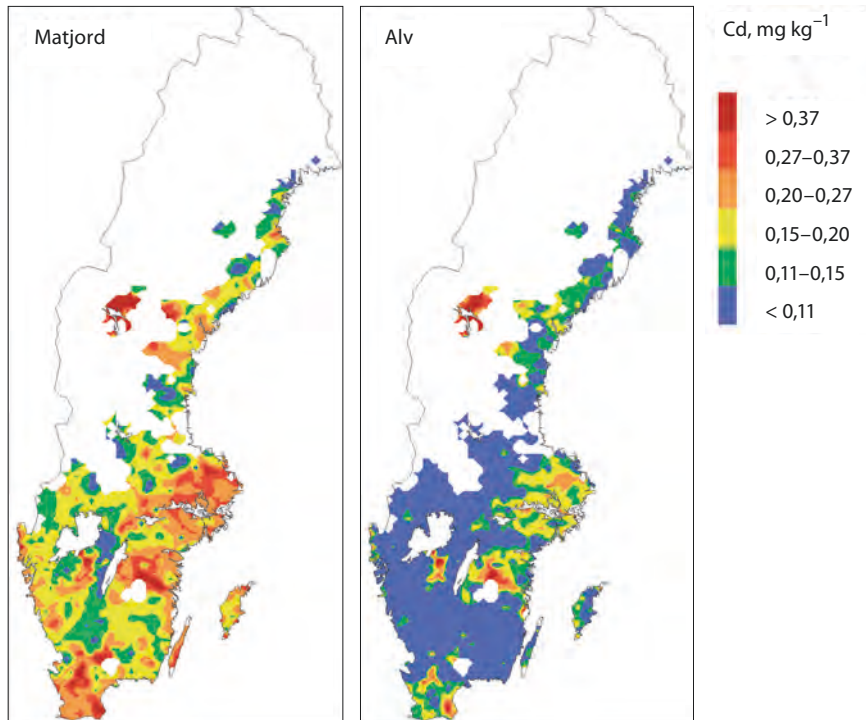 Matjord
Alv
Cd, mg kg⁻¹
> 0,37
0,27–0,37
0,20–0,27
0,15–0,20
0,11–0,15
< 0,11